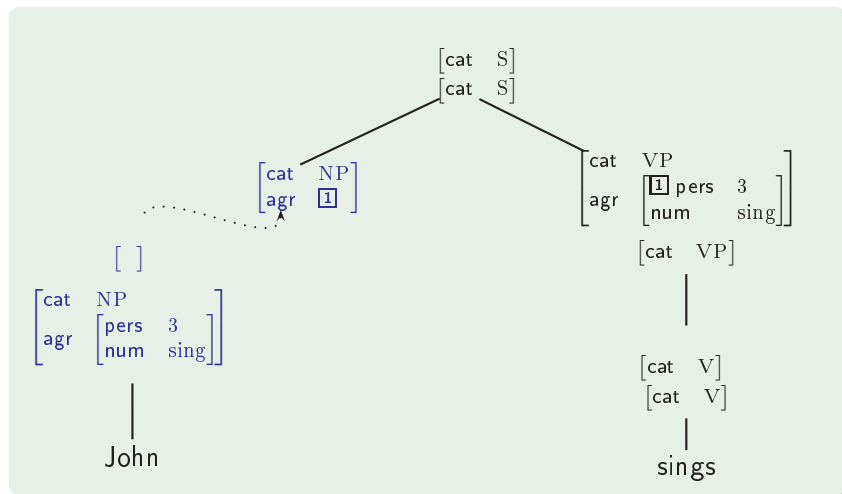 [cat S]
[cat S]
[cat NP
agr 1]
[cat VP
agr [1 pers 3
num sing]]
[ ]
[cat VP]
[cat NP
agr [pers 3
num sing]]
[cat V]
[cat V]
John
sings